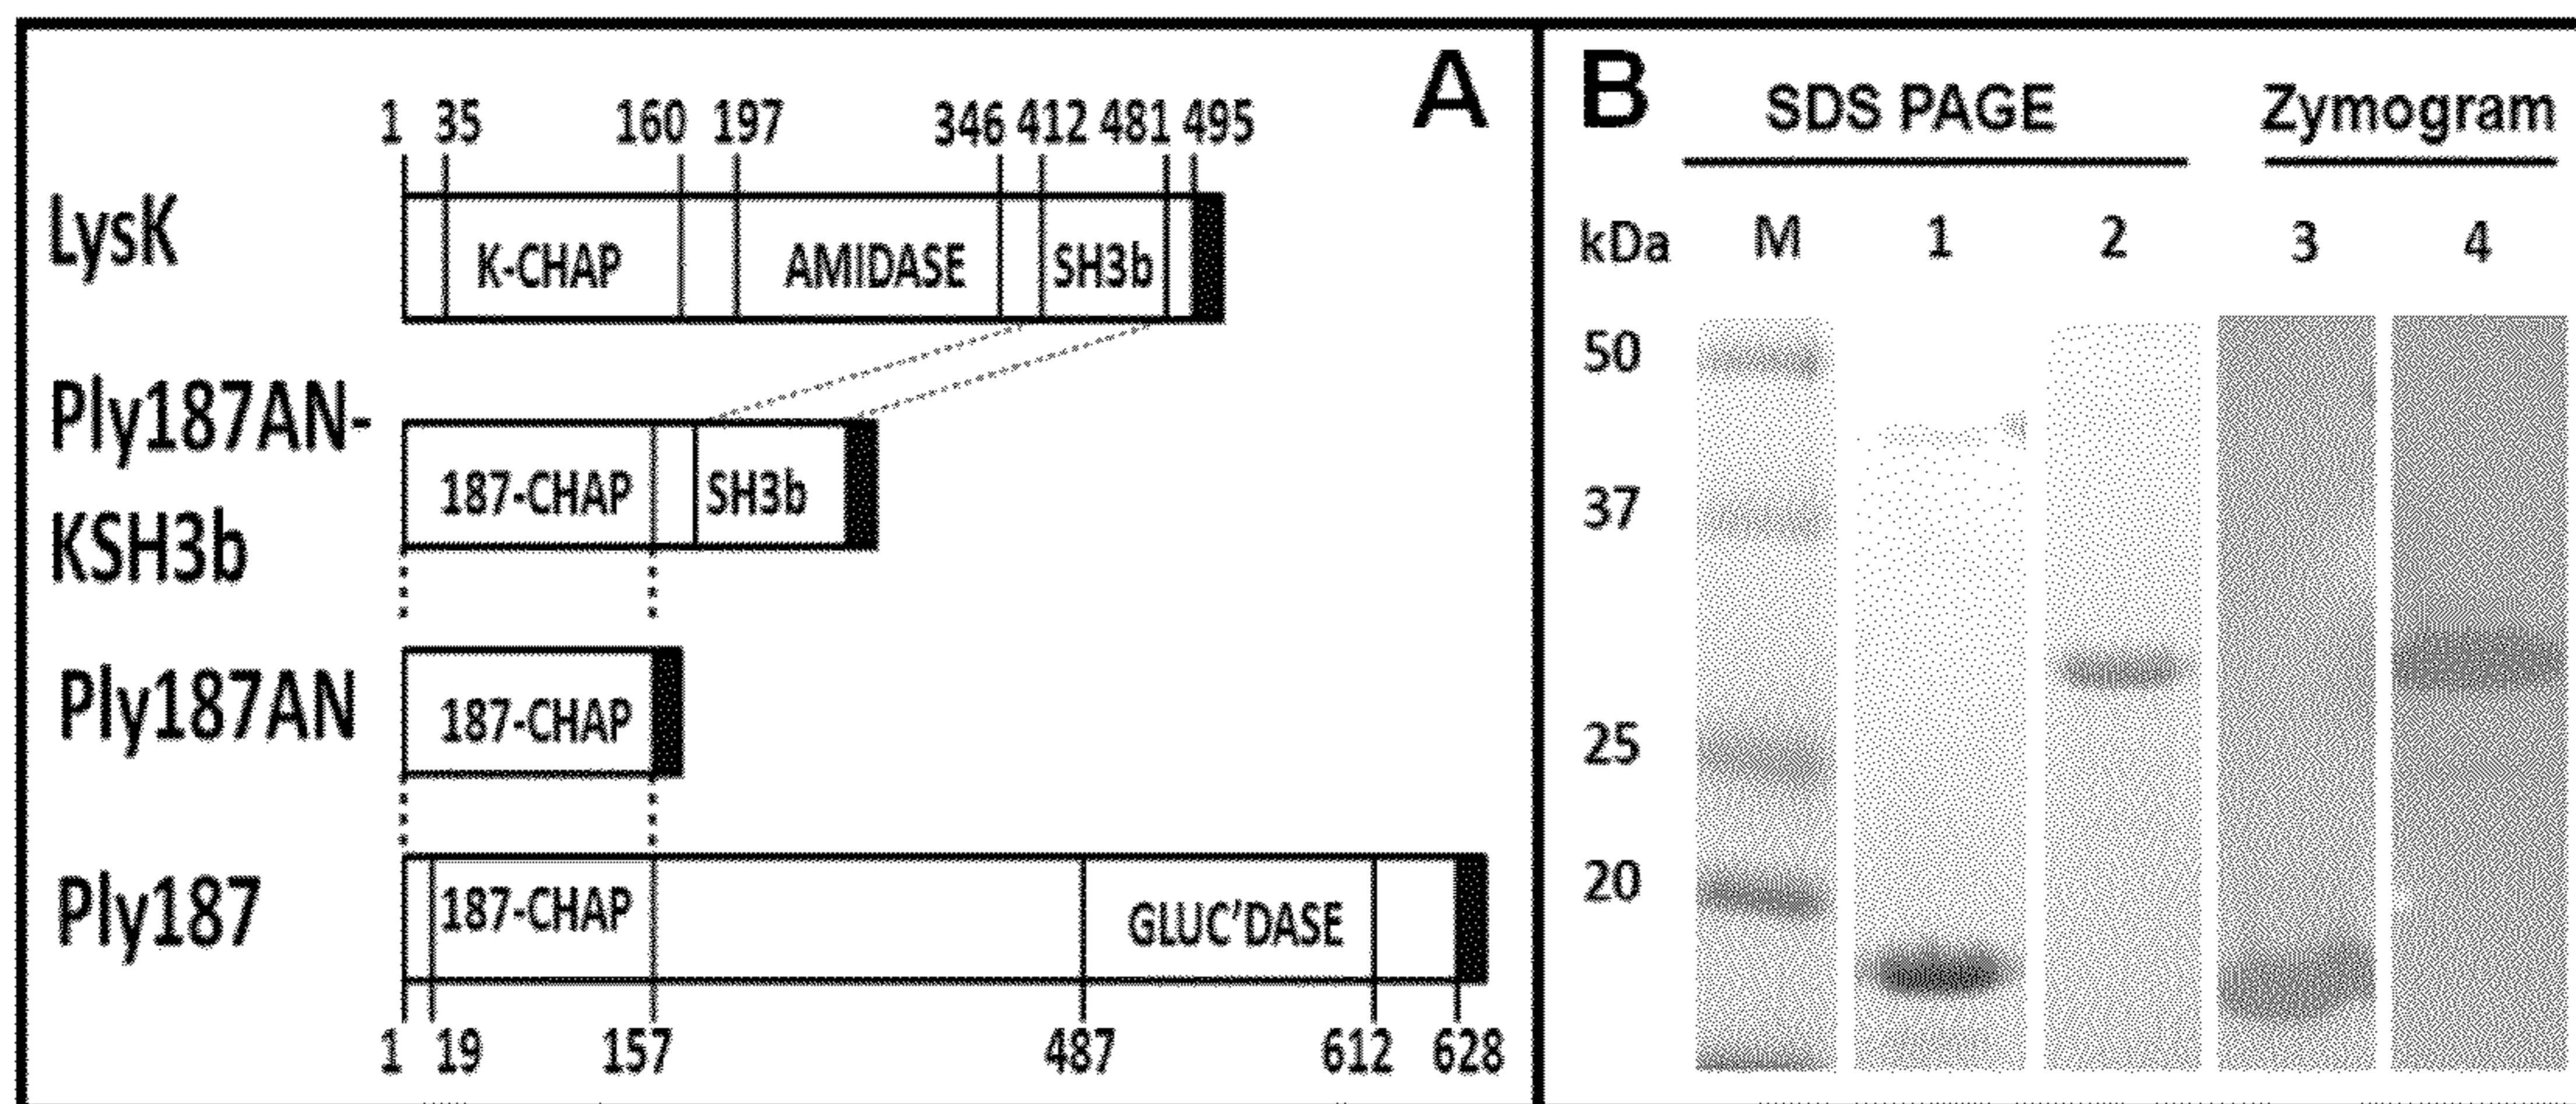 A
1 35 160 197 346 412 481 495
LysK
K-CHAP AMIDASE SH3b
Ply187AN-
KSH3b
187-CHAP SH3b
Ply187AN
187-CHAP
Ply187
187-CHAP GLUC'DASE
1 19 157 487 612 628
B
SDS PAGE Zymogram
kDa M 1 2 3 4
50
37
25
20